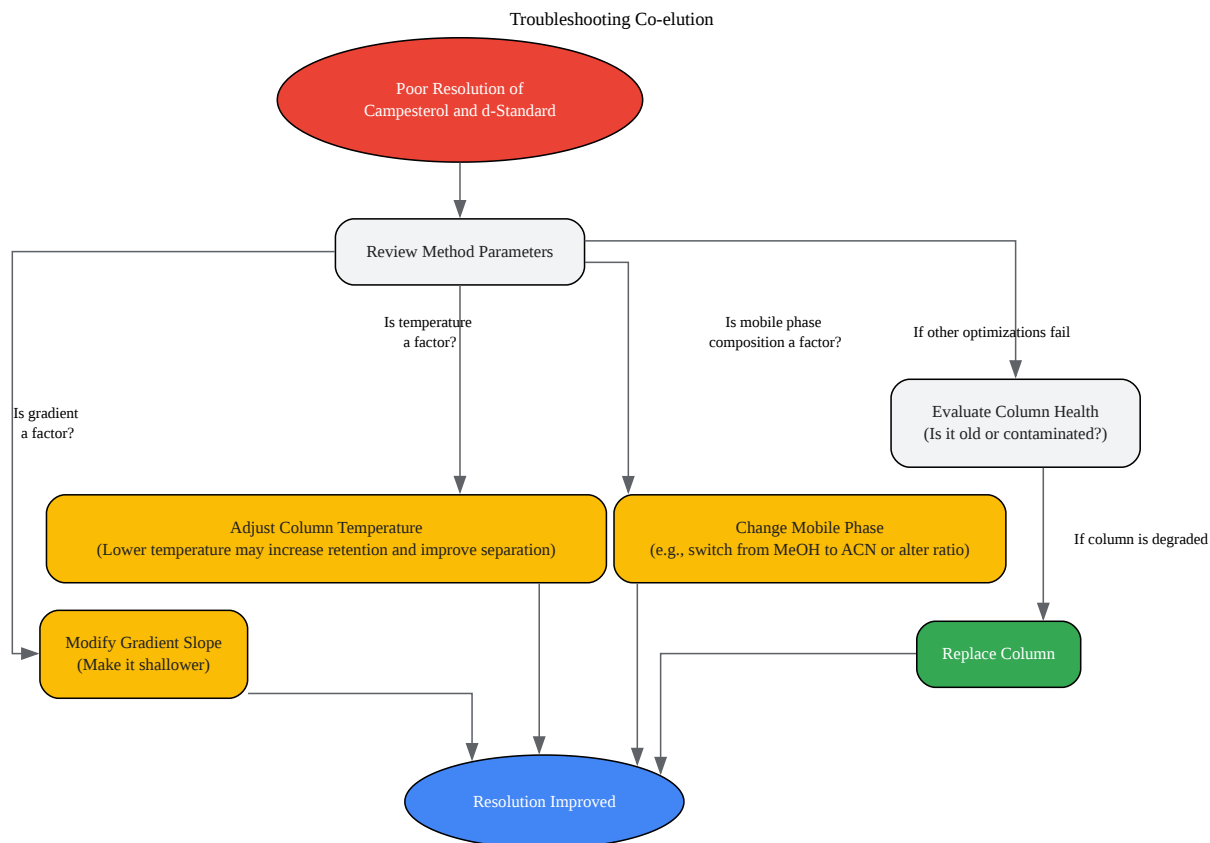 Troubleshooting Co-elution
Poor Resolution of
Campesterol and d-Standard
Review Method Parameters
Is temperature
a factor?
Is mobile phase
composition a factor?
If other optimizations fail
Is gradient
a factor?
Evaluate Column Health
(Is it old or contaminated?)
Adjust Column Temperature
(Lower temperature may increase retention and improve separation)
Change Mobile Phase
(e.g., switch from MeOH to ACN or alter ratio)
If column is degraded
Modify Gradient Slope
(Make it shallower)
Replace Column
Resolution Improved